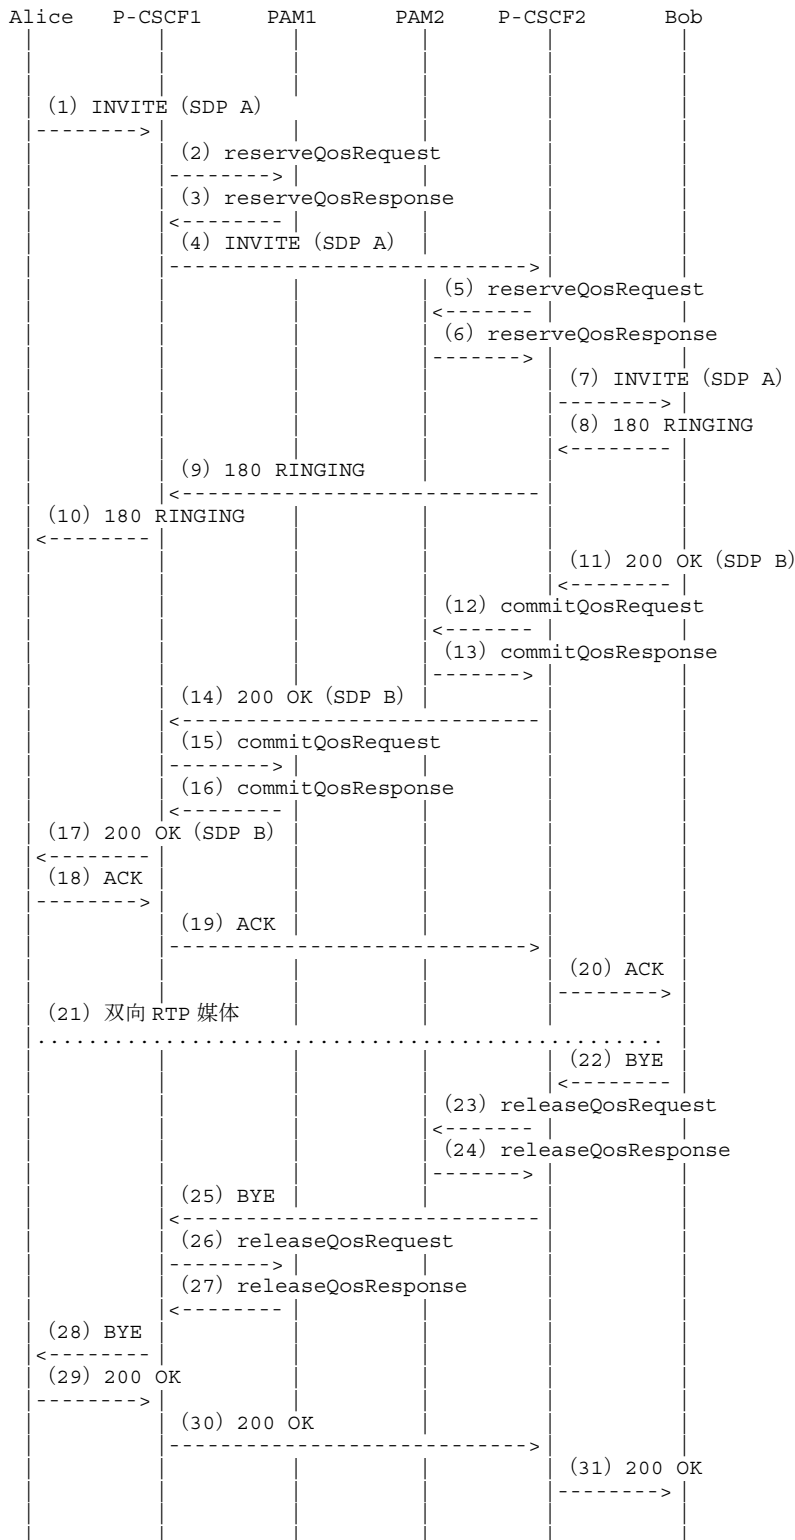 Alice P-CSCF1 PAM1 PAM2 P-CSCF2 Bob
(1) INVITE (SDP A)
(2) reserveQosRequest
(3) reserveQosResponse
(4) INVITE (SDP A)
(5) reserveQosRequest
(6) reserveQosResponse
(7) INVITE (SDP A)
(8) 180 RINGING
(9) 180 RINGING
(10) 180 RINGING
(11) 200 OK (SDP B)
(12) commitQosRequest
(13) commitQosResponse
(14) 200 OK (SDP B)
(15) commitQosRequest
(16) commitQosResponse
(17) 200 OK (SDP B)
(18) ACK
(19) ACK
(20) ACK
(21) 双向 RTP 媒体
(22) BYE
(23) releaseQosRequest
(24) releaseQosResponse
(25) BYE
(26) releaseQosRequest
(27) releaseQosResponse
(28) BYE
(29) 200 OK
(30) 200 OK
(31) 200 OK